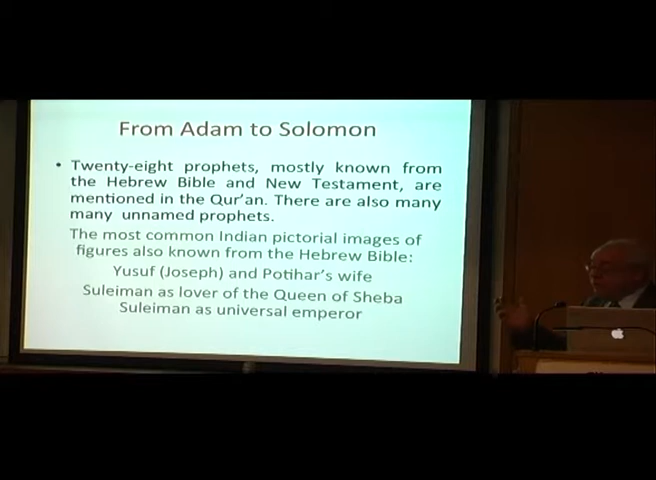 From Adam to Solomon
• Twenty-eight prophets, mostly known from
the Hebrew Bible and New Testament, are
mentioned in the Qur'an. There are also many
many unnamed prophets.
The most common Indian pictorial images of
figures also known from the Hebrew Bible:
Yusuf (Joseph) and Potihar's wife
Suleiman as lover of the Queen of Sheba
Suleiman as universal emperor